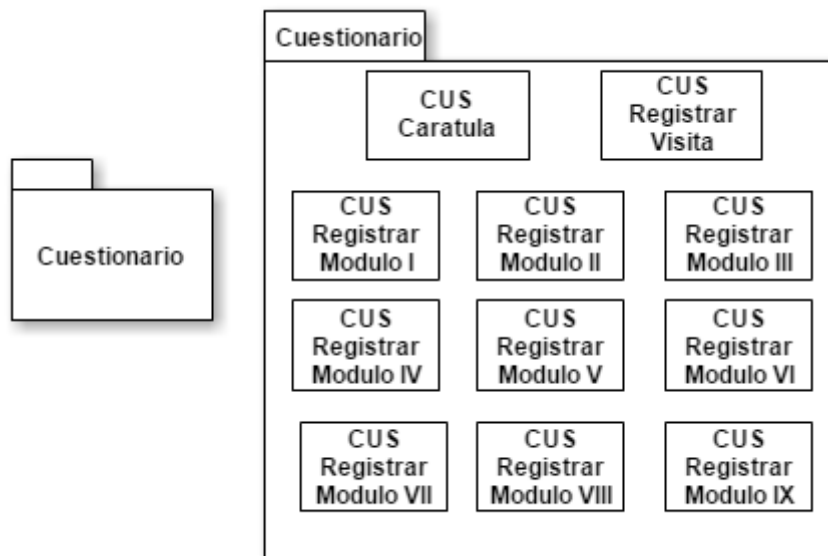 Cuestionario
Cuestionario
CUS
Caratula
CUS
Registrar
Visita
CUS
Registrar
Modulo I
CUS
Registrar
Modulo II
CUS
Registrar
Modulo III
CUS
Registrar
Modulo IV
CUS
Registrar
Modulo V
CUS
Registrar
Modulo VI
CUS
Registrar
Modulo VII
CUS
Registrar
Modulo VIII
CUS
Registrar
Modulo IX